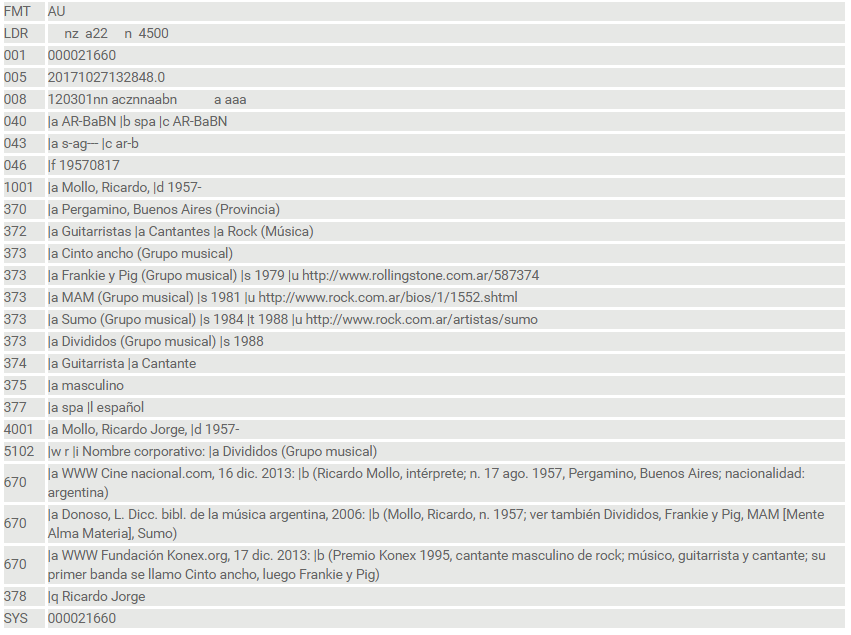 FMT AU
LDR nz a22 n 4500
001 000021660
005 20171027132848.0
008 120301nn acznnaabn a aaa
040 |a AR-BaBN |b spa |c AR-BaBN
043 |a s-ag--- |c ar-b
046 |f 19570817
1001 |a Mollo, Ricardo, |d 1957-
370 |a Pergamino, Buenos Aires (Provincia)
372 |a Guitarristas |a Cantantes |a Rock (Música)
373 |a Cinto ancho (Grupo musical)
373 |a Frankie y Pig (Grupo musical) |s 1979 |u http://www.rollingstone.com.ar/587374
373 |a MAM (Grupo musical) |s 1981 |u http://www.rock.com.ar/bios/1/1552.shtml
373 |a Sumo (Grupo musical) |s 1984 |t 1988 |u http://www.rock.com.ar/artistas/sumo
373 |a Divididos (Grupo musical) |s 1988
374 |a Guitarrista |a Cantante
375 |a masculino
377 |a spa |l español
4001 |a Mollo, Ricardo Jorge, |d 1957-
5102 |w r |i Nombre corporativo: |a Divididos (Grupo musical)
670 |a WWW Cine nacional.com, 16 dic. 2013: |b (Ricardo Mollo, intérprete; n. 17 ago. 1957, Pergamino, Buenos Aires; nacionalidad:
argentina)
670 |a Donoso, L. Dicc. bibl. de la música argentina, 2006: |b (Mollo, Ricardo, n. 1957; ver también Divididos, Frankie y Pig, MAM [Mente
Alma Materia], Sumo)
670 |a WWW Fundación Konex.org, 17 dic. 2013: |b (Premio Konex 1995, cantante masculino de rock; músico, guitarrista y cantante; su
primer banda se llamo Cinto ancho, luego Frankie y Pig)
378 |q Ricardo Jorge
SYS 000021660